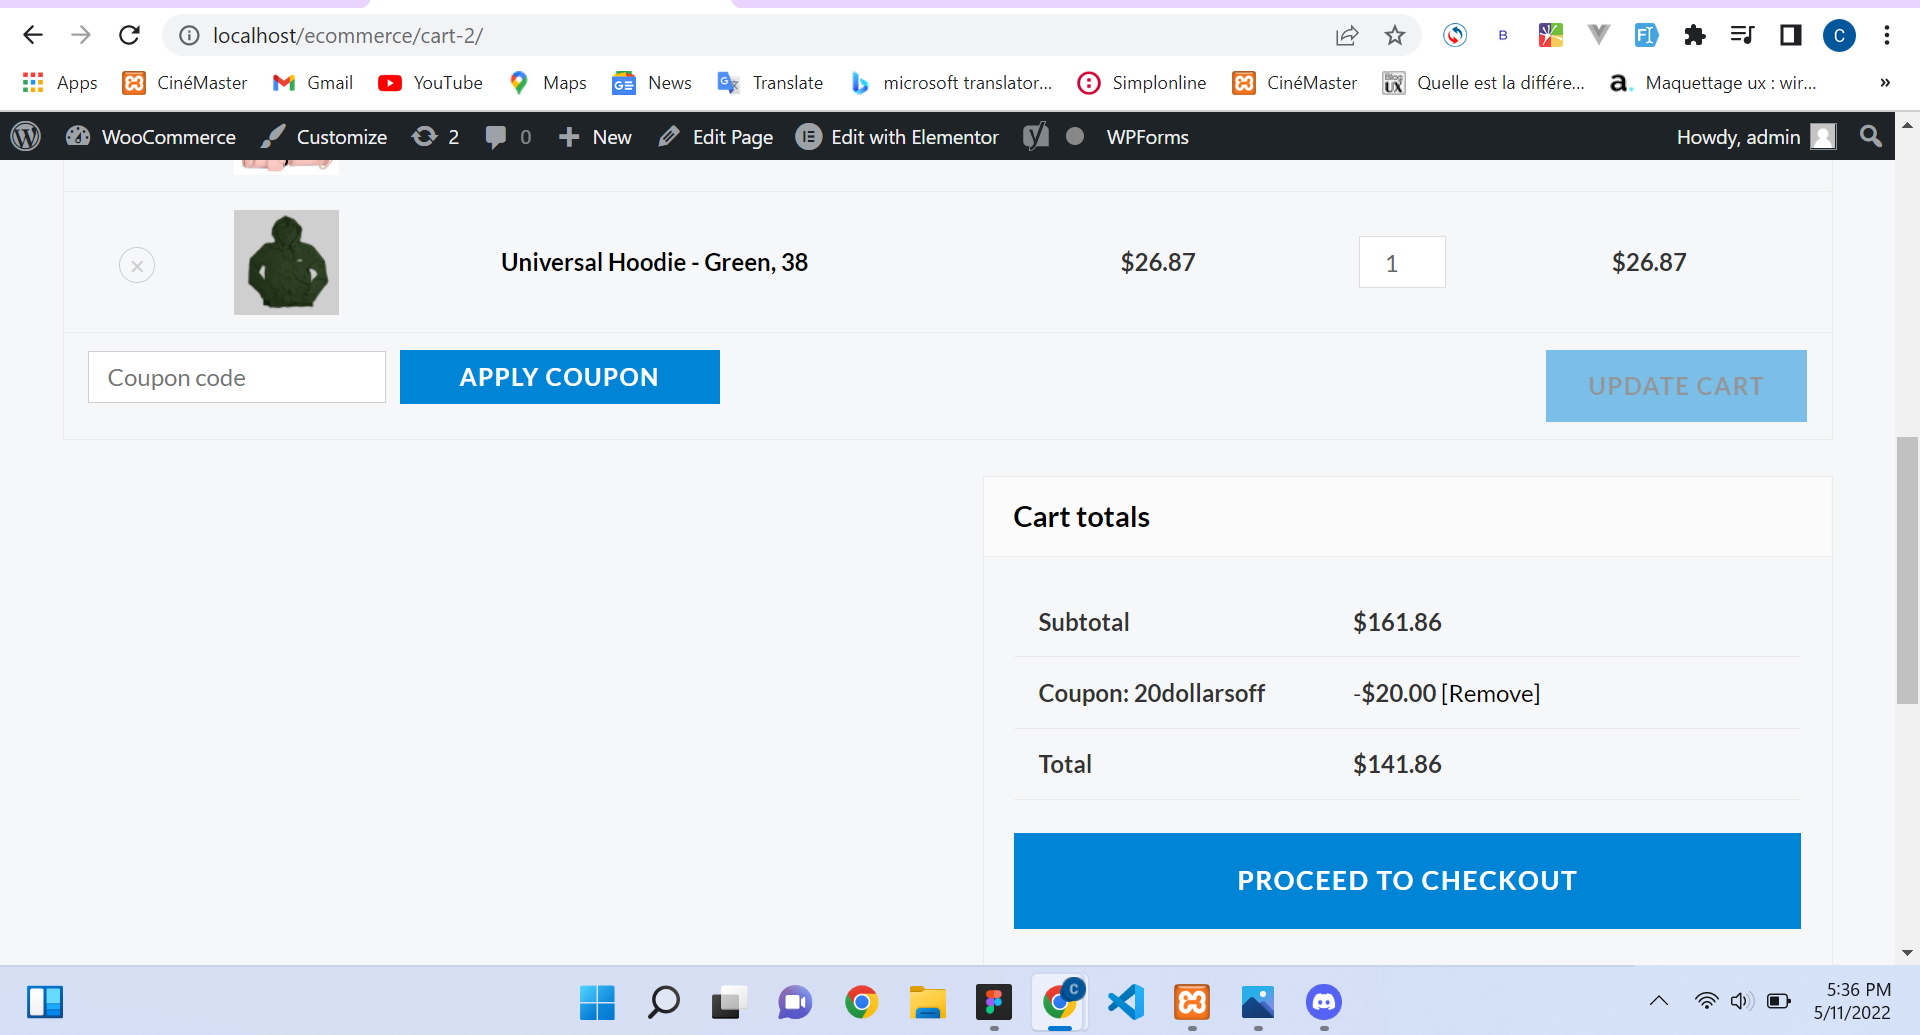 localhost/ecommerce/cart-2/
B
C
Apps CinéMaster Gmail YouTube Maps News Translate microsoft translator... Simplonline CinéMaster Quelle est la différe... Maquettage ux : wir... »
WooCommerce Customize 2 0 New Edit Page Edit with Elementor WPForms Howdy, admin
Universal Hoodie - Green, 38 $26.87 1 $26.87
Coupon code APPLY COUPON UPDATE CART
Cart totals
Subtotal $161.86
Coupon: 20dollarsoff -$20.00 [Remove]
Total $141.86
PROCEED TO CHECKOUT
C
5:36 PM
5/11/2022